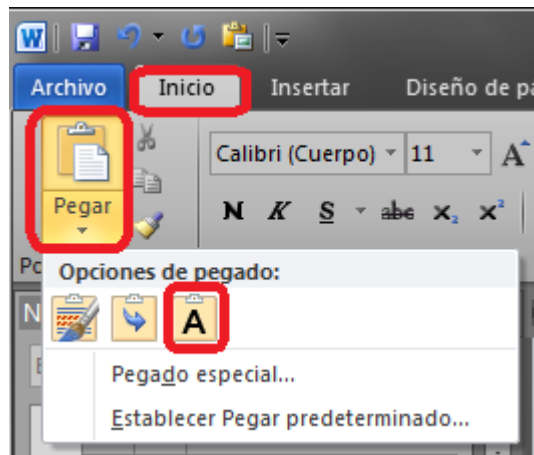 W
Archivo Inicio Insertar Diseño de pa
Calibri (Cuerpo) 11 A
Pegar
N K S abc x₂ x²
Po
Opciones de pegado:
N
A
Pegado especial...
Establecer Pegar predeterminado...